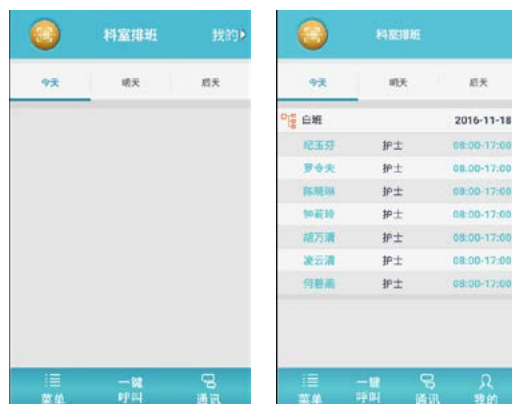 科室排班 我的
今天 明天 后天
菜单 一键呼叫 通讯
科室排班
今天 明天 后天
白班 2016-11-18
纪玉芬 护士 08:00-17:00
罗令夫 护士 08:00-17:00
陈晓琳 护士 08:00-17:00
钟莉玲 护士 08:00-17:00
胡万清 护士 08:00-17:00
凌云清 护士 08:00-17:00
护士 08:00-17:00
菜单 一键呼叫 通讯 我的